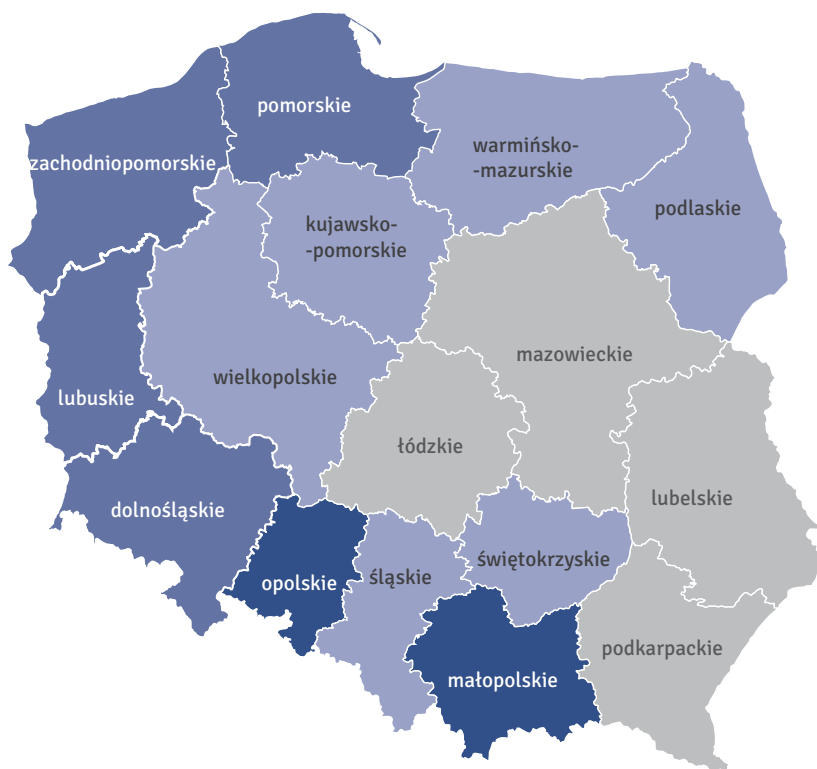 pomorskie
zachodniopomorskie
warmińsko-
-mazurskie
podlaskie
kujawsko-
-pomorskie
mazowieckie
wielkopolskie
lubuskie
łódzkie
lubelskie
dolnośląskie
opolskie
śląskie
świętokrzyskie
podkarpackie
małopolskie